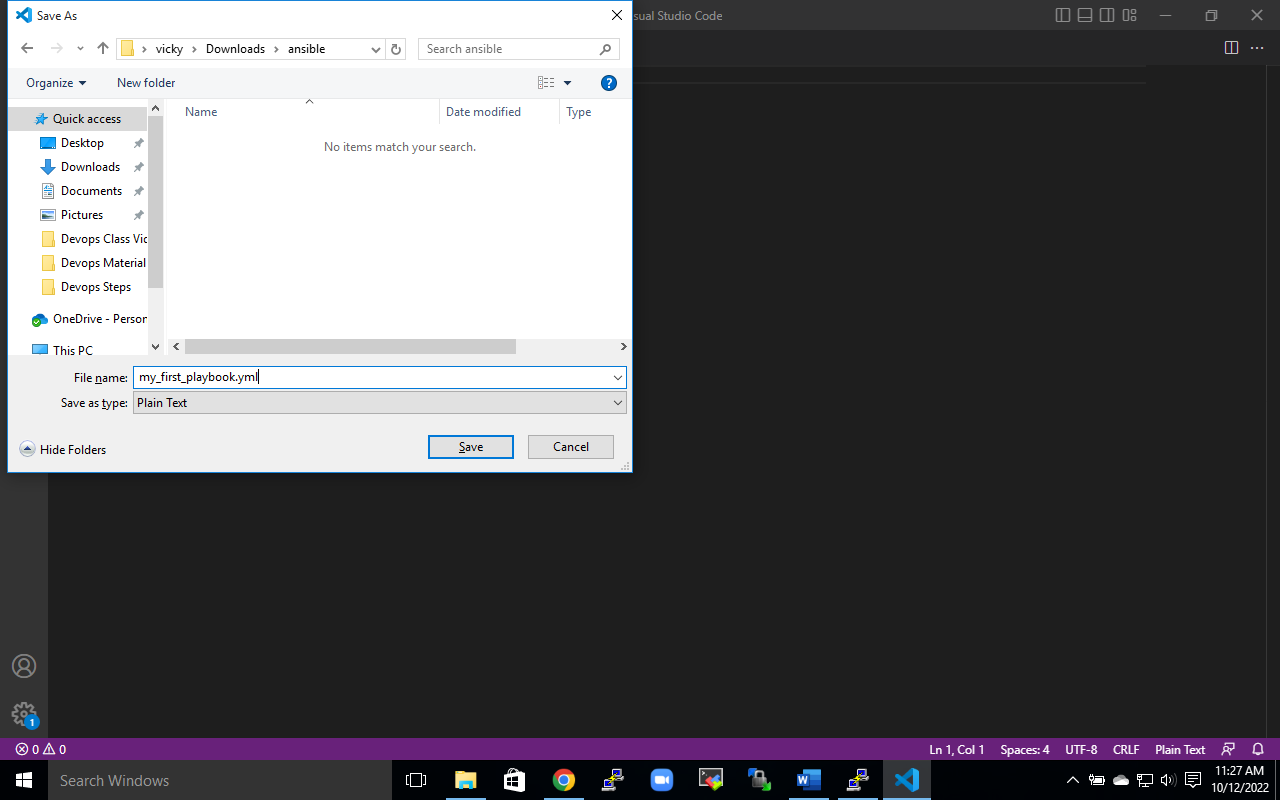 Save As
sual Studio Code
vicky
Downloads
ansible
Search ansible
Organize
New folder
?
Name
Date modified
Type
No items match your search.
Quick access
Desktop
Downloads
Documents
Pictures
Devops Class Vic
Devops Material
Devops Steps
OneDrive - Person
This PC
File name: my_first_playbook.yml
Save as type: Plain Text
Hide Folders
Save
Cancel
1
0 0
Ln 1, Col 1
Spaces: 4
UTF-8
CRLF
Plain Text
Search Windows
11:27 AM
10/12/2022